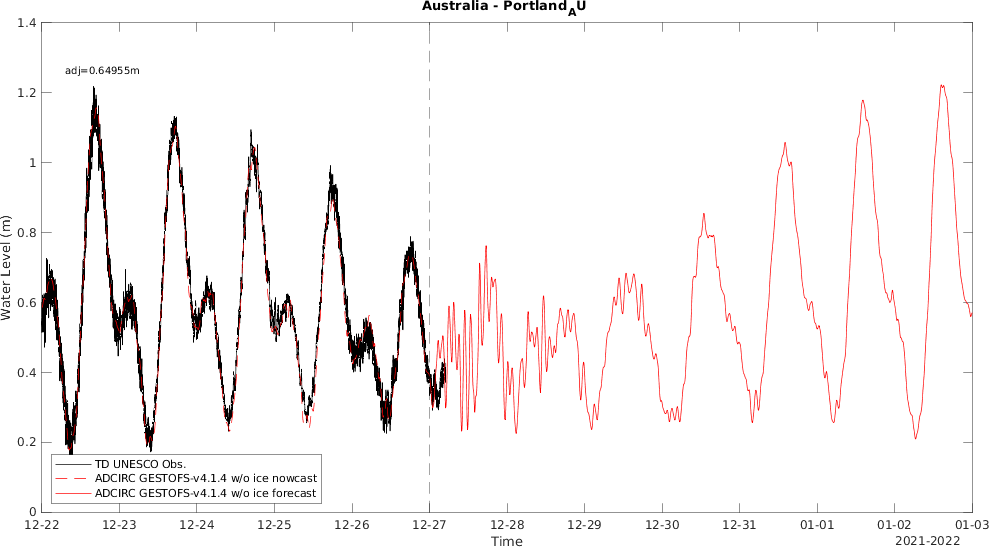 Australia - Portland_AU
adj=0.64955m
Water Level (m)
1.4
1.2
1
0.8
0.6
0.4
0.2
0
TD UNESCO Obs.
ADCIRC GESTOFS-v4.1.4 w/o ice nowcast
ADCIRC GESTOFS-v4.1.4 w/o ice forecast
12-22 12-23 12-24 12-25 12-26 12-27 12-28 12-29 12-30 12-31 01-01 01-02 01-03
Time
2021-2022